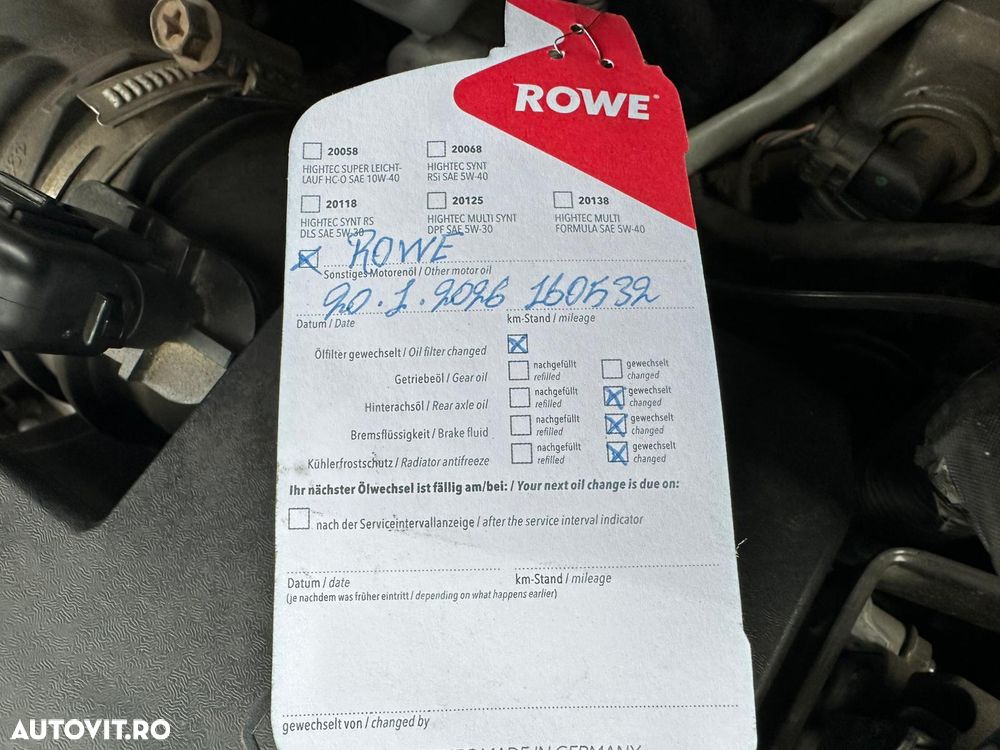 ROWE
20058
HIGHTEC SUPER LEICHT-
LAUF HC-O SAE 10W-40
20068
HIGHTEC SYNT
RSi SAE 5W-40
20118
HIGHTEC SYNT RS
DLS SAE 5W-30
20125
HIGHTEC MULTI SYNT
DPF SAE 5W-30
20138
HIGHTEC MULTI
FORMULA SAE 5W-40
ROWE
Sonstiges Motorenöl / Other motor oil
20.1.2026 160532
Datum / Date km-Stand / mileage
Ölfilter gewechselt / Oil filter changed
Getriebeöl / Gear oil nachgefüllt refilled gewechselt changed
Hinterachsöl / Rear axle oil nachgefüllt refilled gewechselt changed
Bremsflüssigkeit / Brake fluid nachgefüllt refilled gewechselt changed
Kühlerfrostschutz / Radiator antifreeze nachgefüllt refilled gewechselt changed
Ihr nächster Ölwechsel ist fällig am/bei: / Your next oil change is due on:
nach der Serviceintervallanzeige / after the service interval indicator
Datum / date km-Stand / mileage
(je nachdem was früher eintritt / depending on what happens earlier)
gewechselt von / changed by
MADE IN GERMANY
AUTOVIT.RO